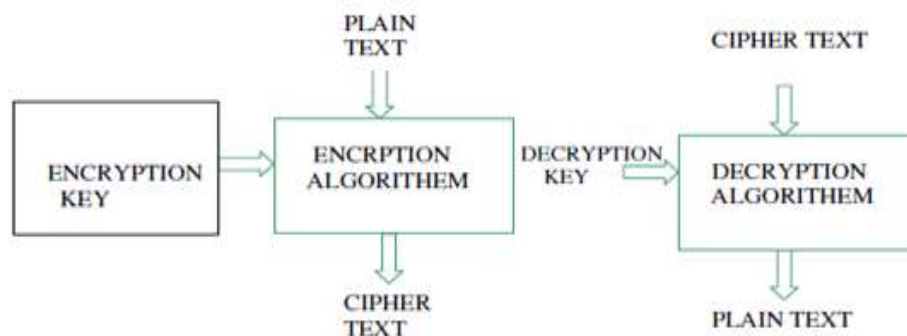 PLAIN
TEXT
ENCRYPTION
KEY
ENCRPTION
ALGORITHEM
CIPHER
TEXT
CIPHER TEXT
DECRYPTION
KEY
DECRYPTION
ALGORITHEM
PLAIN TEXT